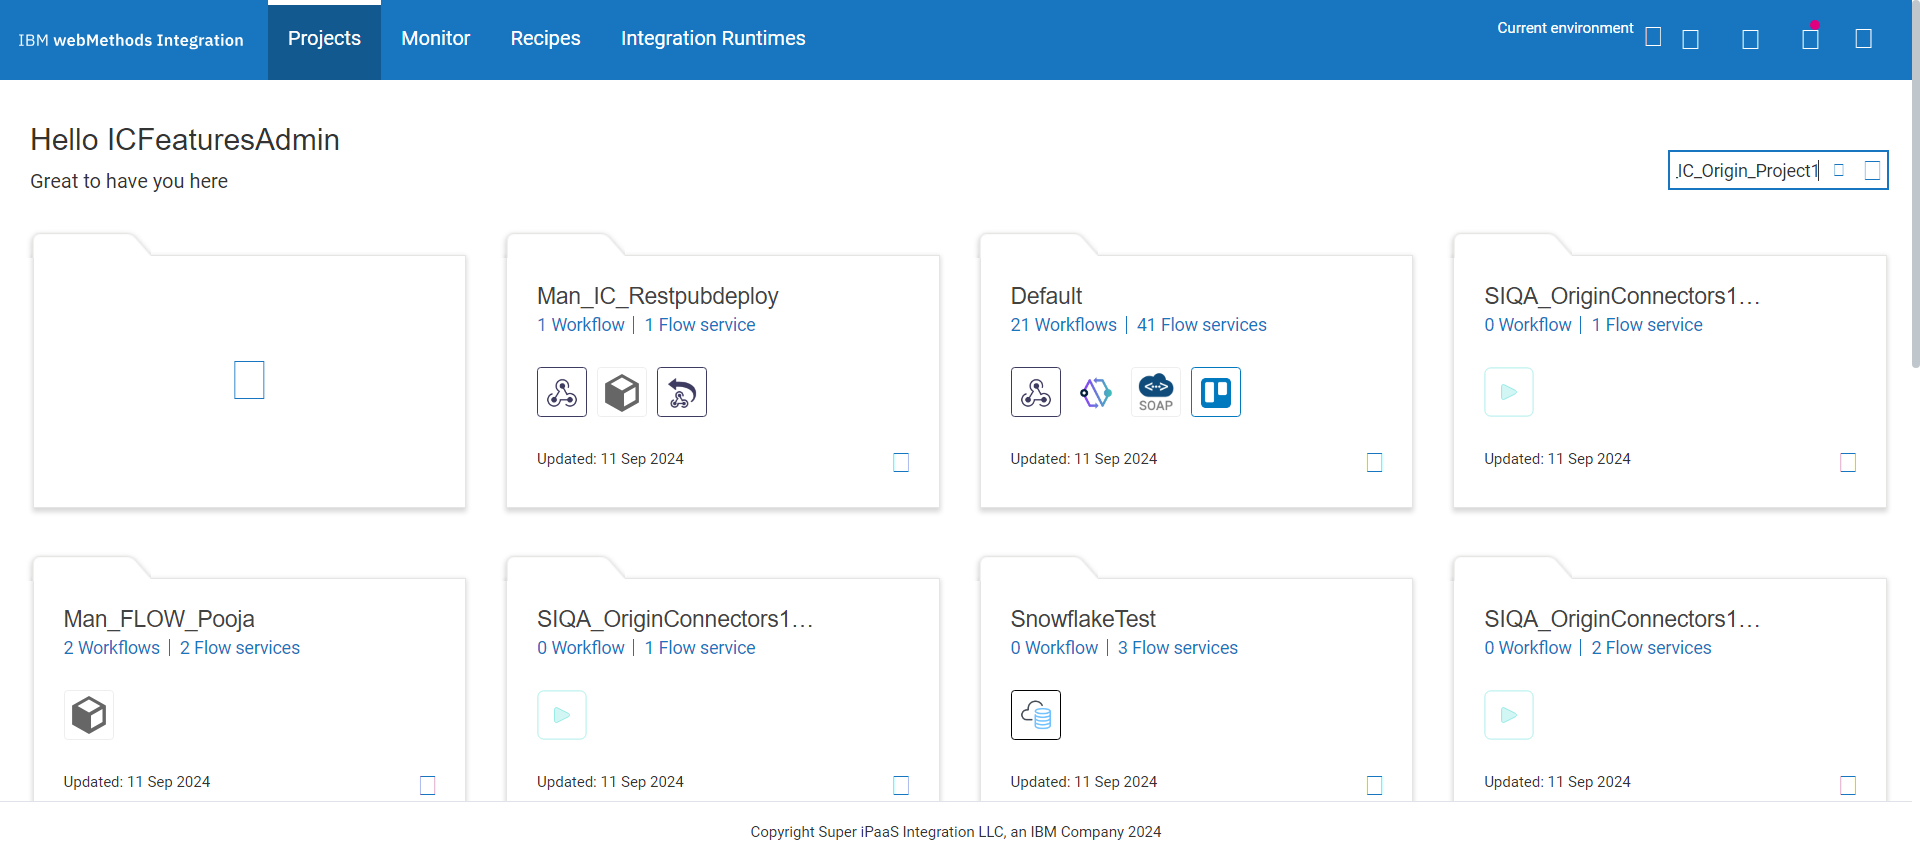 IBM webMethods Integration
Projects
Monitor
Recipes
Integration Runtimes
Current environment
Hello ICFeaturesAdmin
Great to have you here
IC_Origin_Project1
Man_IC_Restpubdeploy
1 Workflow | 1 Flow service
Updated: 11 Sep 2024
Default
21 Workflows | 41 Flow services
SOAP
Updated: 11 Sep 2024
SIQA_OriginConnectors1...
0 Workflow | 1 Flow service
Updated: 11 Sep 2024
Man_FLOW_Pooja
2 Workflows | 2 Flow services
Updated: 11 Sep 2024
SIQA_OriginConnectors1...
0 Workflow | 1 Flow service
Updated: 11 Sep 2024
SnowflakeTest
0 Workflow | 3 Flow services
Updated: 11 Sep 2024
SIQA_OriginConnectors1...
0 Workflow | 2 Flow services
Updated: 11 Sep 2024
Copyright Super iPaaS Integration LLC, an IBM Company 2024